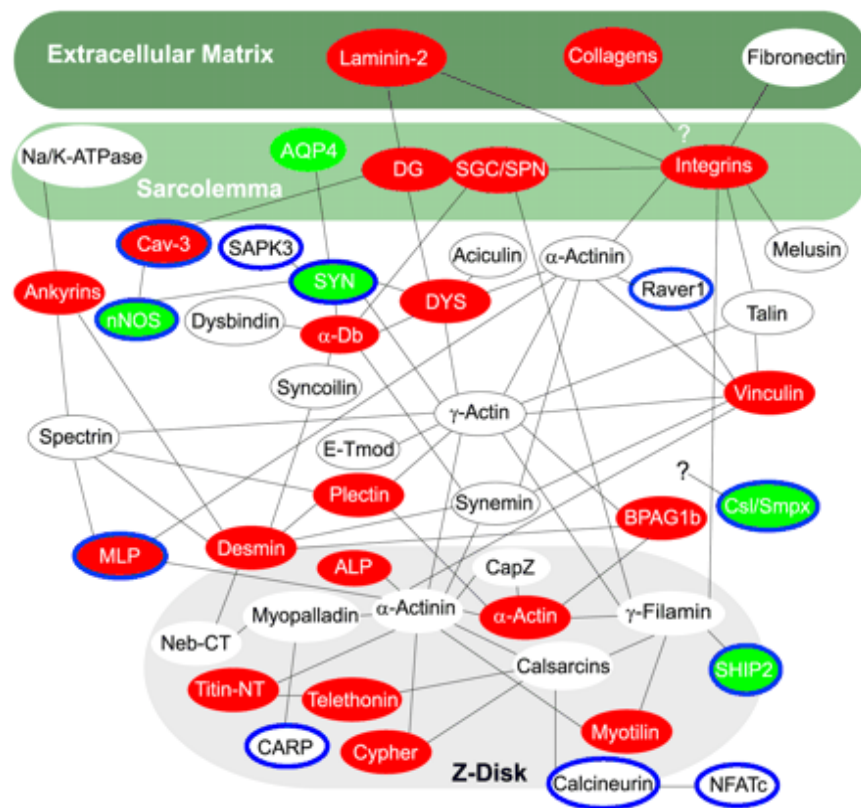 Extracellular Matrix
Laminin-2
Collagens
Fibronectin
?
Na/K-ATPase
AQP4
DG
SGC/SPN
Integrins
Sarcolemma
Cav-3
SAPK3
Aciculin
α-Actinin
Melusin
Ankyrins
SYN
DYS
Raver1
nNOS
Dysbindin
α-Db
Talin
Syncoilin
Vinculin
γ-Actin
Spectrin
E-Tmod
?
Plectin
Synemin
Csl/Smpx
BPAG1b
MLP
Desmin
ALP
CapZ
Myopalladin
α-Actinin
α-Actin
γ-Filamin
Neb-CT
Calsarcins
SHIP2
Titin-NT
Telethonin
Myotilin
CARP
Cypher
Z-Disk
Calcineurin
NFATc